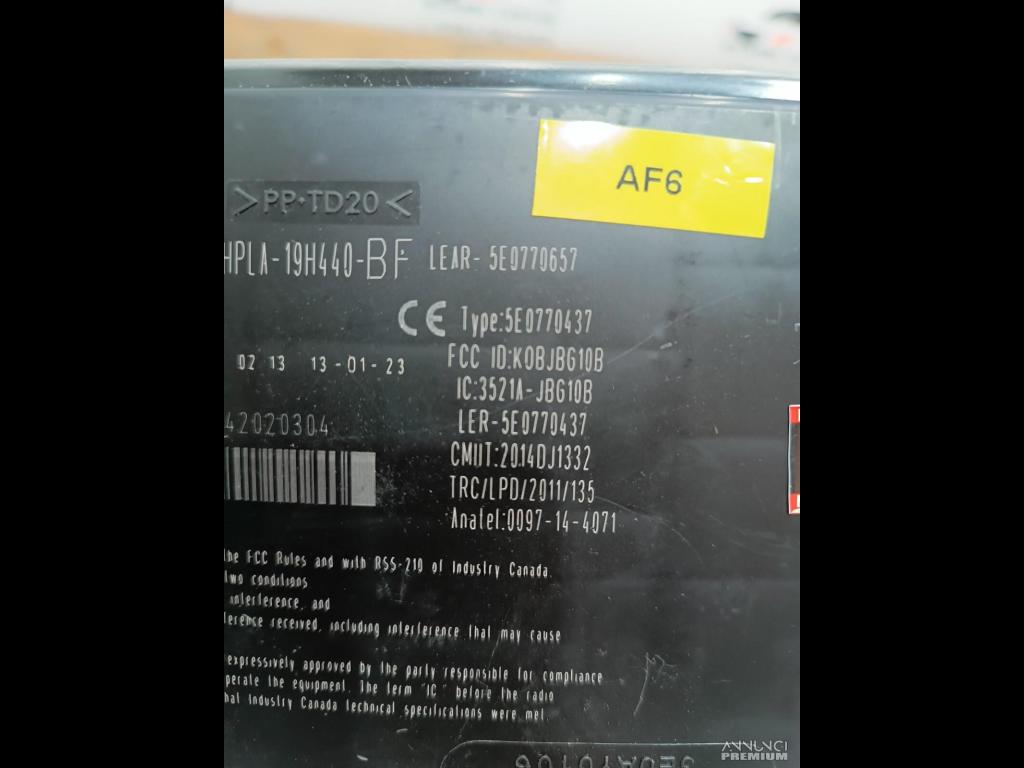 AF6
>PP•TD20<
HPLA-19H440-BF LEAR- 5E0770657
CE Type:5E0770437
02 13 13-01-23
FCC ID:KOBJBG10B
IC:3521A-JBG10B
42020304
LER-5E0770437
CMIIT:2014DJ1332
TRC/LPD/2011/135
Anatel:0097-14-4071
the FCC Rules and with RSS-210 of Industry Canada.
two conditions
interference, and
received, including interference that may cause
expressively approved by the party responsible for compliance
operate the equipment. The term "IC" before the radio
Industry Canada technical specifications were met
ANNUNCI
PREMIUM